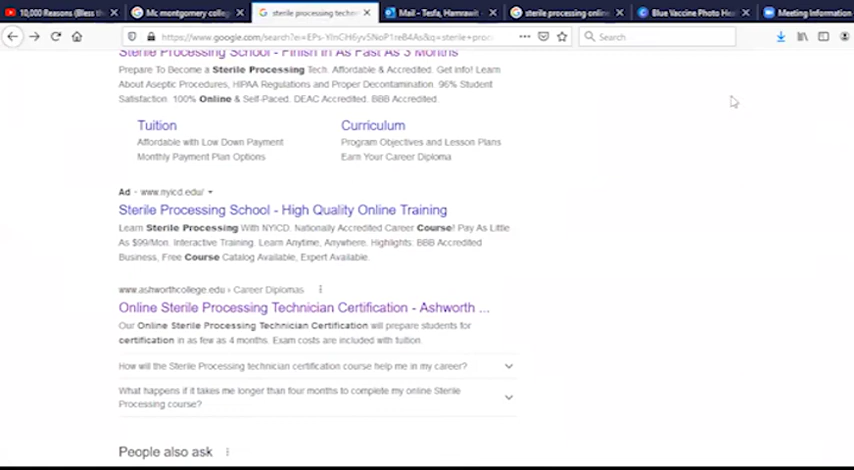 10,000 Reasons (Bless th
Mc montgomery colleg
sterile processing techn
Mail - Tesfa, Hamrawit
sterile processing online
Blue Vaccine Photo He
Meeting Information
Search
Sterile Processing School - Finish In As Fast As 3 Months
Prepare To Become a Sterile Processing Tech. Affordable & Accredited. Get info! Learn
About Aseptic Procedures, HIPAA Regulations and Proper Decontamination. 96% Student
Satisfaction. 100% Online & Self-Paced. DEAC Accredited. BBB Accredited.
Tuition
Curriculum
Affordable with Low Down Payment
Program Objectives and Lesson Plans
Monthly Payment Plan Options
Earn Your Career Diploma
Ad · www.nyicd.edu/
Sterile Processing School - High Quality Online Training
Learn Sterile Processing With NYICD. Nationally Accredited Career Course! Pay As Little
As $99/Mon. Interactive Training. Learn Anytime, Anywhere. Highlights: BBB Accredited
Business, Free Course Catalog Available, Expert Available.
www.ashworthcollege.edu › Career Diplomas
Online Sterile Processing Technician Certification - Ashworth ...
Our Online Sterile Processing Technician Certification will prepare students for
certification in as few as 4 months. Exam costs are included with tuition.
How will the Sterile Processing technician certification course help me in my career?
What happens if it takes me longer than four months to complete my online Sterile
Processing course?
People also ask